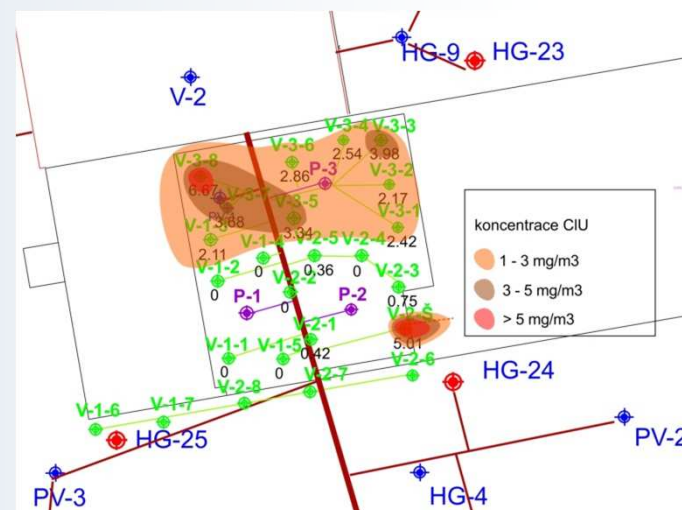 HG-9
HG-23
V-2
V-3-4
V-3-3
V-3-6
2.54
3.98
V-3-8
P-3
2.86
V-3-2
6.67
2.17
V-3-5
V-3-1
3.68
3.34
2.42
2.11
V-1-4
V-2-5
V-2-4
V-1-2
0
0.36
0
V-2-3
0
V-2-2
0.75
P-1
0
P-2
V-2-Š
V-2-1
5.01
V-1-1
V-1-5
0.42
0
0
V-2-6
V-2-7
V-2-8
V-1-7
V-1-6
HG-24
HG-25
PV-2
PV-3
HG-4
koncentrace ClU
1 - 3 mg/m3
3 - 5 mg/m3
> 5 mg/m3